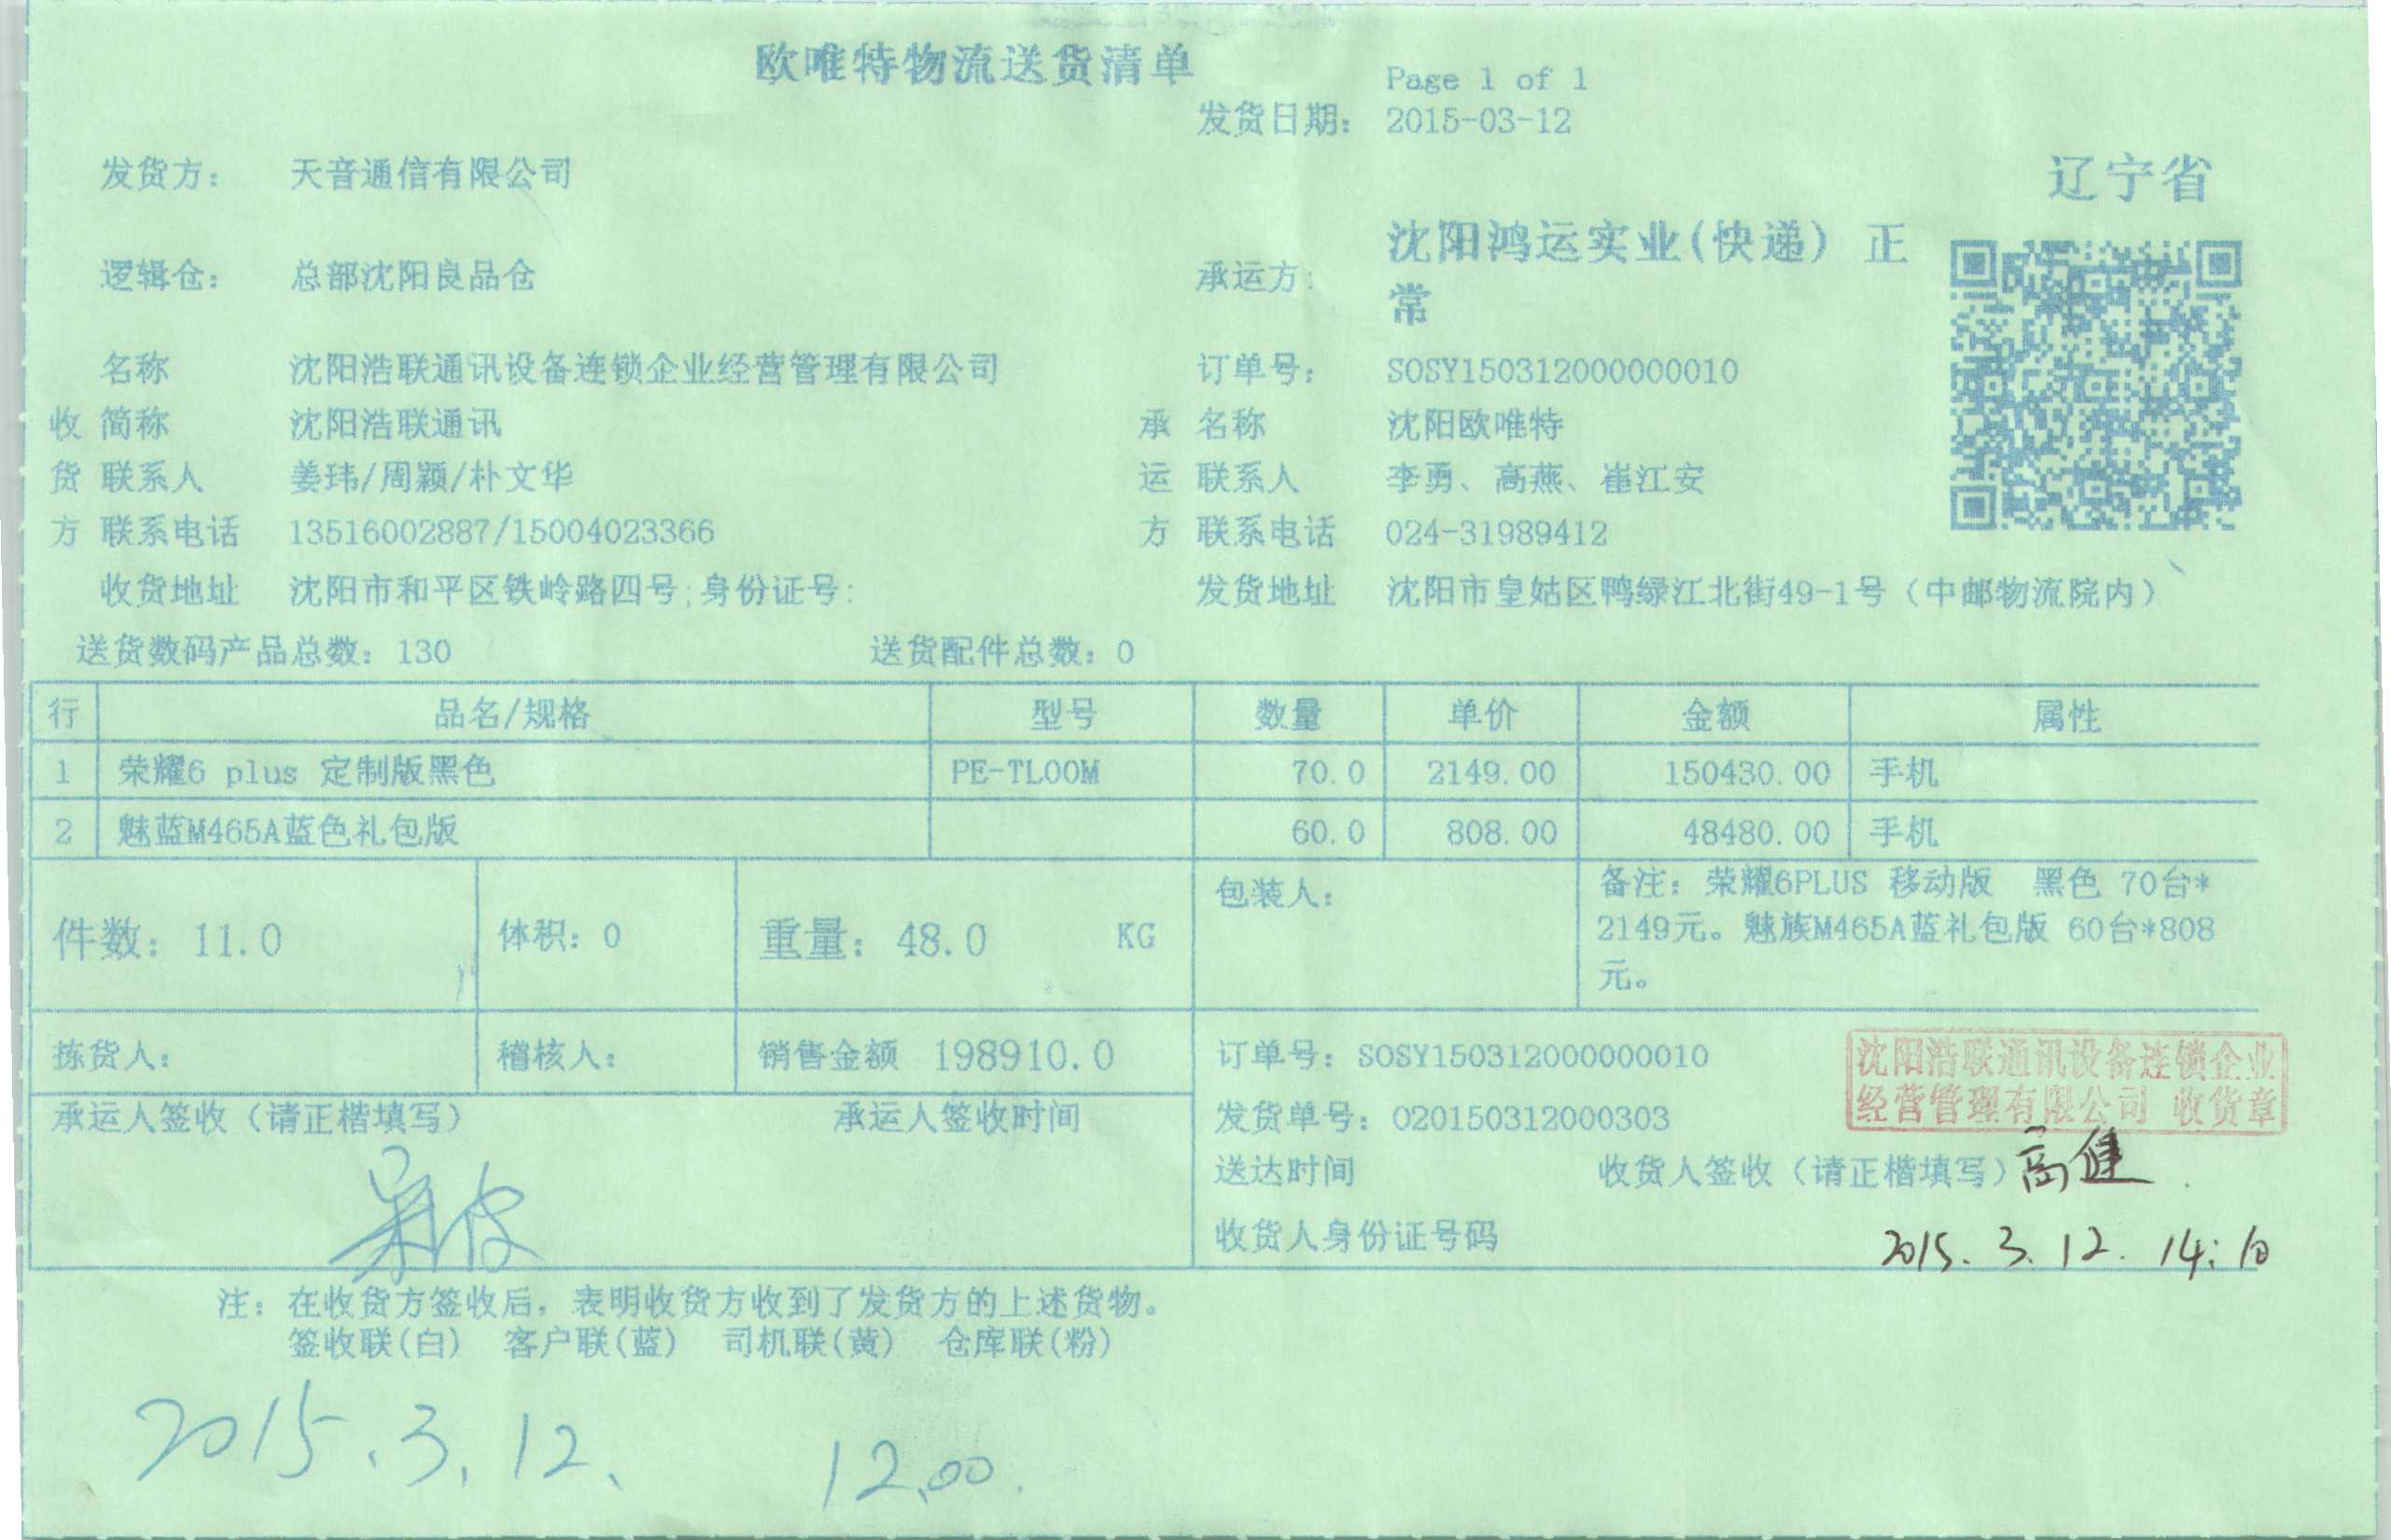 欧唯特物流送货清单
Page 1 of 1
发货日期: 2015-03-12
发货方: 天音通信有限公司
辽宁省
逻辑仓: 总部沈阳良品仓
承运方: 沈阳鸿运实业(快递) 正
常
名称 沈阳浩联通讯设备连锁企业经营管理有限公司 订单号: SOSY150312000000010
收 简称 沈阳浩联通讯 承 名称 沈阳欧唯特
货 联系人 姜玮/周颖/朴文华 运 联系人 李勇、高燕、崔江安
方 联系电话 13516002887/15004023366 方 联系电话 024-31989412
收货地址 沈阳市和平区铁岭路四号;身份证号: 发货地址 沈阳市皇姑区鸭绿江北街49-1号（中邮物流院内）
送货数码产品总数: 130 送货配件总数: 0
行 品名/规格 型号 数量 单价 金额 属性
1 荣耀6 plus 定制版黑色 PE-TL00M 70.0 2149.00 150430.00 手机
2 魅蓝M465A蓝色礼包版 60.0 808.00 48480.00 手机
件数: 11.0 体积: 0 重量: 48.0 KG 包装人:
备注: 荣耀6PLUS 移动版 黑色 70台*
2149元。魅族M465A蓝礼包版 60台*808
元。
拣货人: 稽核人: 销售金额 198910.0 订单号: SOSY150312000000010
沈阳浩联通讯设备连锁企业
经营管理有限公司 收货章
承运人签收（请正楷填写） 承运人签收时间 发货单号: O20150312000303
送达时间 收货人签收（请正楷填写） 高健
收货人身份证号码 2015.3.12.14:10
注: 在收货方签收后，表明收货方收到了发货方的上述货物。
签收联(白) 客户联(蓝) 司机联(黄) 仓库联(粉)
2015.3.12. 12.00.